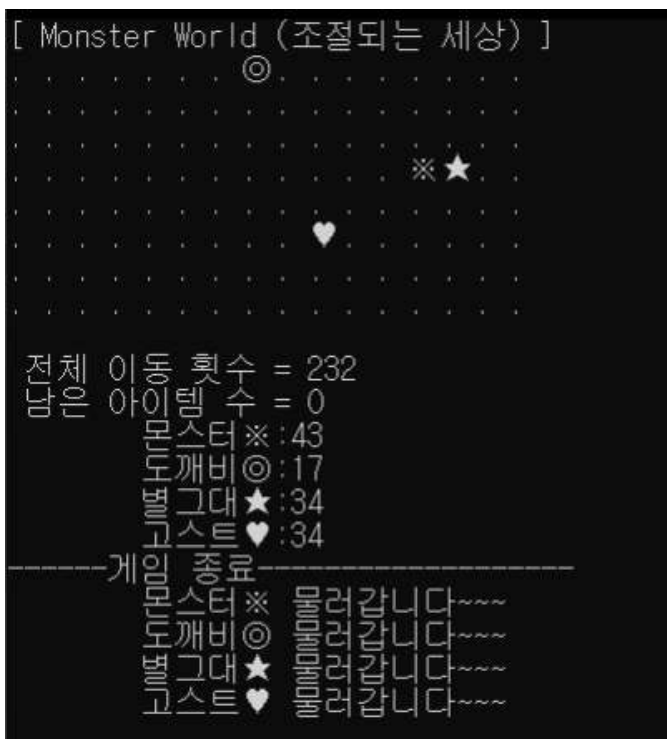 [ Monster World (조절되는 세상) ]
. . . . . . . ◎. . . . . . . .
. . . . . . . . . . . . . . . .
. . . . . . . . . . . . . . . .
. . . . . . . . . . . . ※★. .
. . . . . . . . . . . . . . . .
. . . . . . . . . ♥. . . . . .
. . . . . . . . . . . . . . . .
. . . . . . . . . . . . . . . .
전체 이동 횟수 = 232
남은 아이템 수 = 0
몬스터※:43
도깨비◎:17
별그대★:34
고스트♥:34
------게임 종료-------------------
몬스터※ 물러갑니다~~~
도깨비◎ 물러갑니다~~~
별그대★ 물러갑니다~~~
고스트♥ 물러갑니다~~~